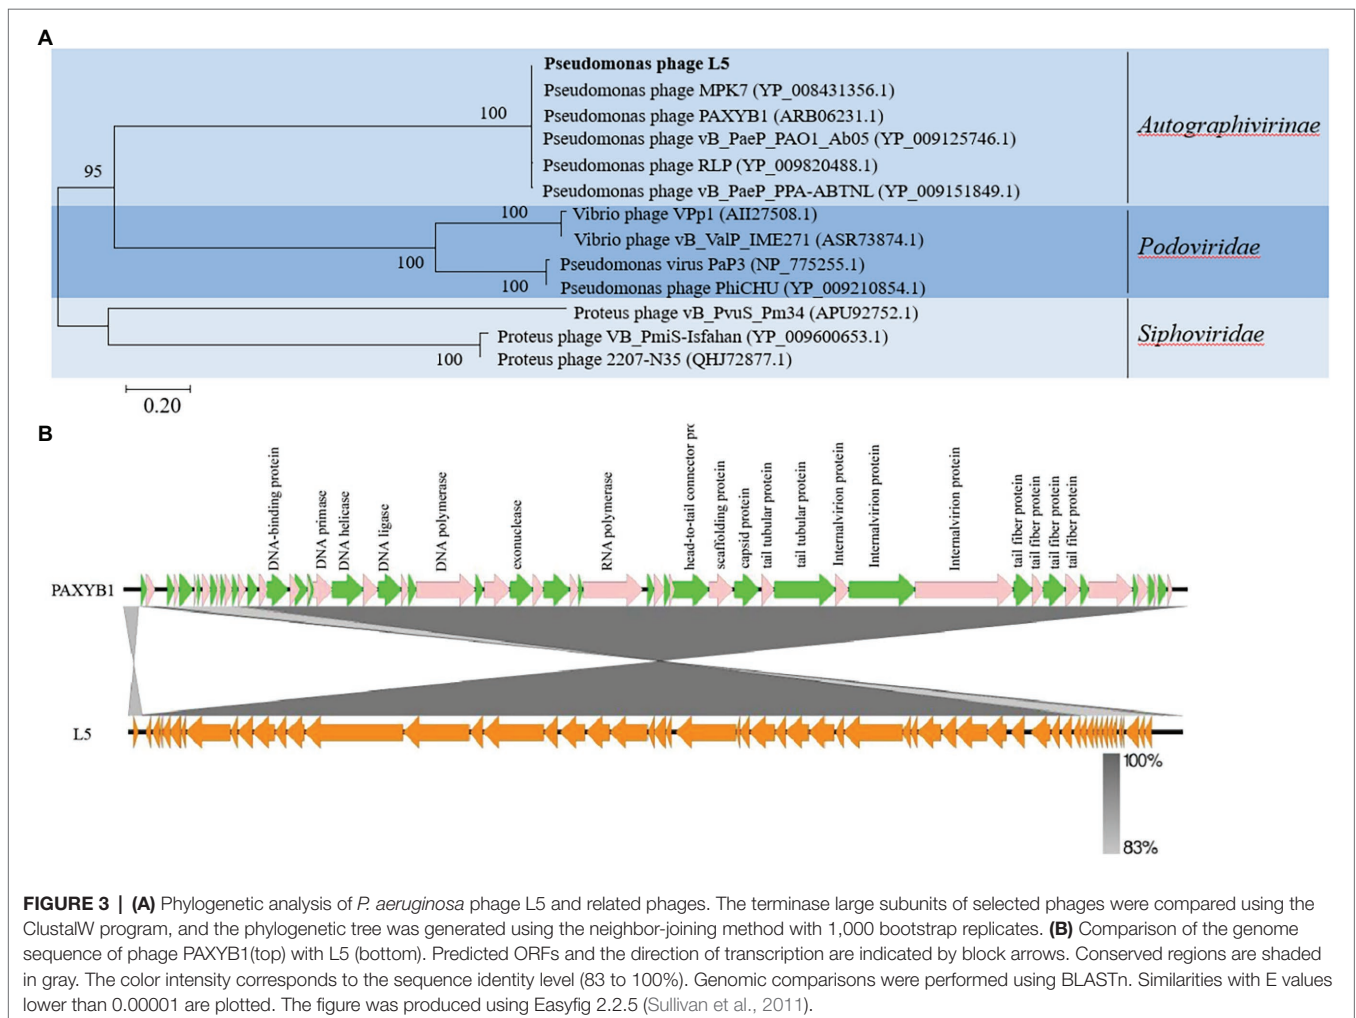 A
Pseudomonas phage L5
Pseudomonas phage MPK7 (YP_008431356.1)
Pseudomonas phage PAXYB1 (ARB06231.1)
Pseudomonas phage vB_PaeP_PAO1_Ab05 (YP_009125746.1)
Pseudomonas phage RLP (YP_009820488.1)
Pseudomonas phage vB_PaeP_PPA-ABTNL (YP_009151849.1)
Autographivirinae
100
95
Vibrio phage VPp1 (AII27508.1)
Vibrio phage vB_ValP_IME271 (ASR73874.1)
Pseudomonas virus PaP3 (NP_775255.1)
Pseudomonas phage PhiCHU (YP_009210854.1)
Podoviridae
100
100
100
Proteus phage vB_PvuS_Pm34 (APU92752.1)
Proteus phage VB_PmiS-Isfahan (YP_009600653.1)
Proteus phage 2207-N35 (QHJ72877.1)
Siphoviridae
100
0.20
B
DNA-binding protein
DNA primase
DNA helicase
DNA ligase
DNA polymerase
exonuclease
RNA polymerase
head-to-tail connector pro
scaffolding protein
capsid protein
tail tubular protein
tail tubular protein
Internalvirion protein
Internalvirion protein
Internalvirion protein
tail fiber protein
tail fiber protein
tail fiber protein
tail fiber protein
PAXYB1
L5
100%
83%
FIGURE 3 | (A) Phylogenetic analysis of P. aeruginosa phage L5 and related phages. The terminase large subunits of selected phages were compared using the
ClustalW program, and the phylogenetic tree was generated using the neighbor-joining method with 1,000 bootstrap replicates. (B) Comparison of the genome
sequence of phage PAXYB1(top) with L5 (bottom). Predicted ORFs and the direction of transcription are indicated by block arrows. Conserved regions are shaded
in gray. The color intensity corresponds to the sequence identity level (83 to 100%). Genomic comparisons were performed using BLASTn. Similarities with E values
lower than 0.00001 are plotted. The figure was produced using Easyfig 2.2.5 (Sullivan et al., 2011).